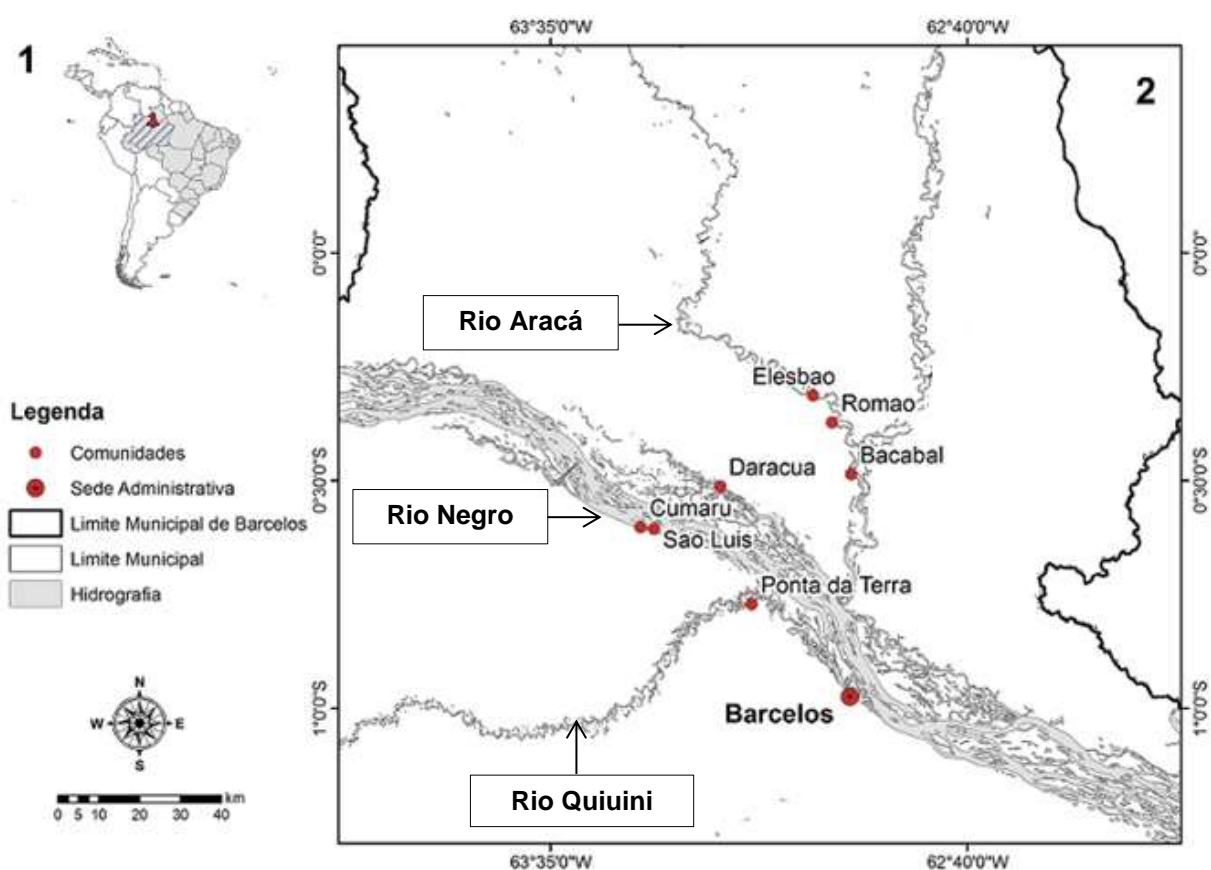 1
Legenda
Comunidades
Sede Administrativa
Limite Municipal de Barcelos
Limite Municipal
Hidrografia
N
W
E
S
0 5 10 20 30 40 km
63°35'0"W
62°40'0"W
2
0°0'0"
0°0'0"
Rio Aracá
Elesbao
Romao
Bacabal
Daracua
0°30'0"S
0°30'0"S
Rio Negro
Cumaru
Sao Luis
Ponta da Terra
1°0'0"S
Barcelos
1°0'0"S
Rio Quiuini
63°35'0"W
62°40'0"W